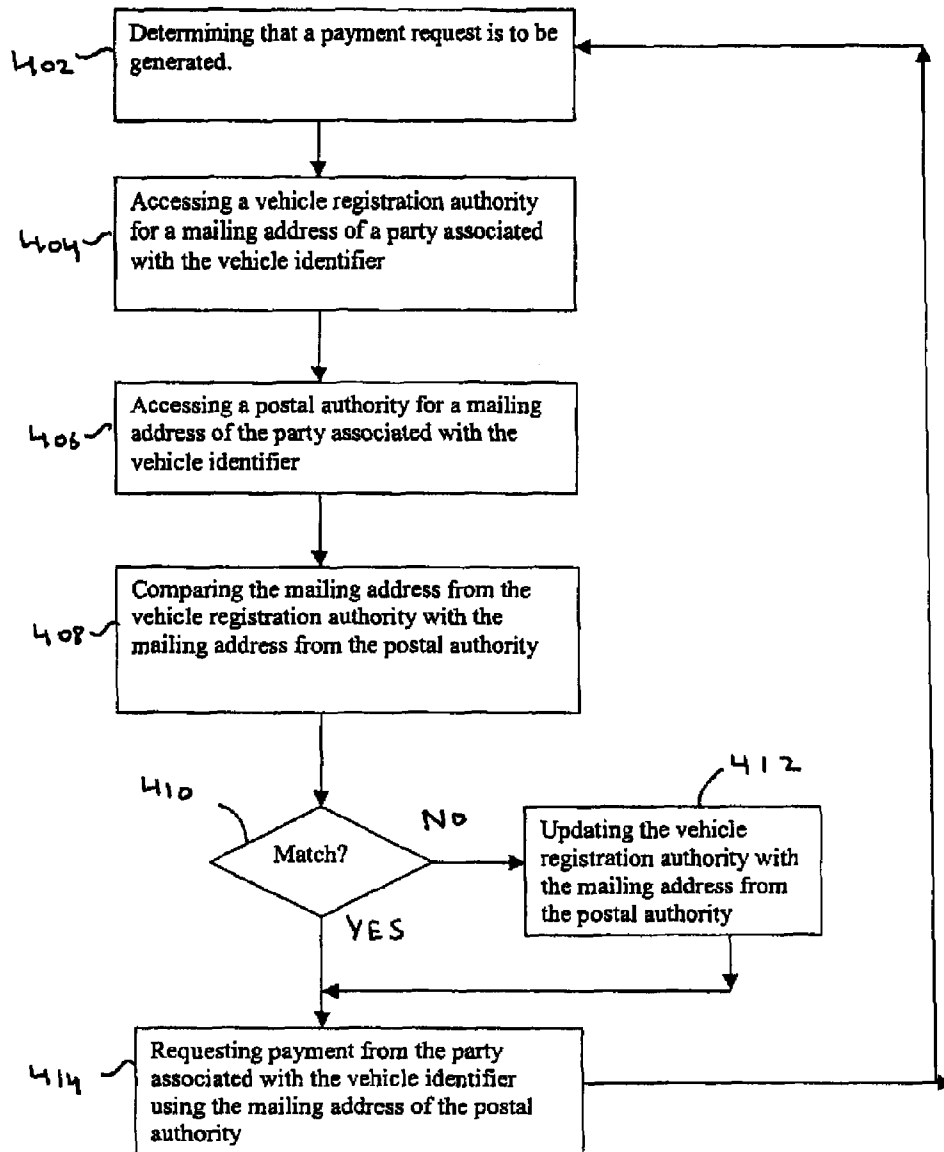 402
Determining that a payment request is to be
generated.
404
Accessing a vehicle registration authority
for a mailing address of a party associated
with the vehicle identifier
406
Accessing a postal authority for a mailing
address of the party associated with the
vehicle identifier
408
Comparing the mailing address from the
vehicle registration authority with the
mailing address from the postal authority
410
Match?
NO
YES
412
Updating the vehicle
registration authority with
the mailing address from
the postal authority
414
Requesting payment from the party
associated with the vehicle identifier
using the mailing address of the postal
authority